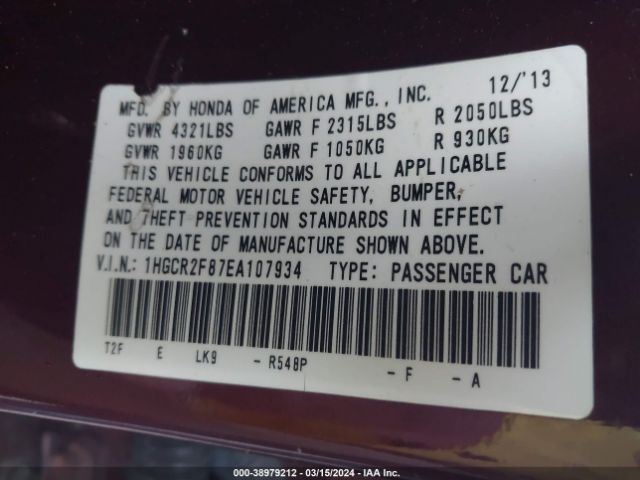 MFD. BY HONDA OF AMERICA MFG., INC. 12/'13
GVWR 4321LBS GAWR F 2315LBS R 2050LBS
GVWR 1960KG GAWR F 1050KG R 930KG
THIS VEHICLE CONFORMS TO ALL APPLICABLE
FEDERAL MOTOR VEHICLE SAFETY, BUMPER,
AND THEFT PREVENTION STANDARDS IN EFFECT
ON THE DATE OF MANUFACTURE SHOWN ABOVE.
V.I.N.: 1HGCR2F87EA107934 TYPE: PASSENGER CAR
T2F E LK9 - R548P - F - A
000-38979212 - 03/15/2024 - IAA Inc.